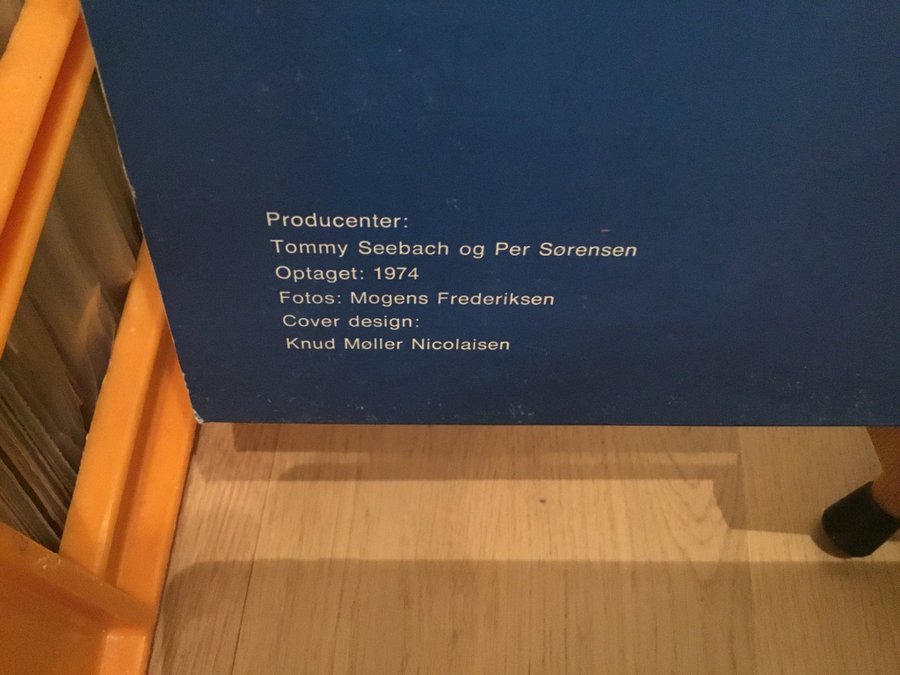 Producenter:
Tommy Seebach og Per Sørensen
Optaget: 1974
Fotos: Mogens Frederiksen
Cover design:
Knud Møller Nicolaisen